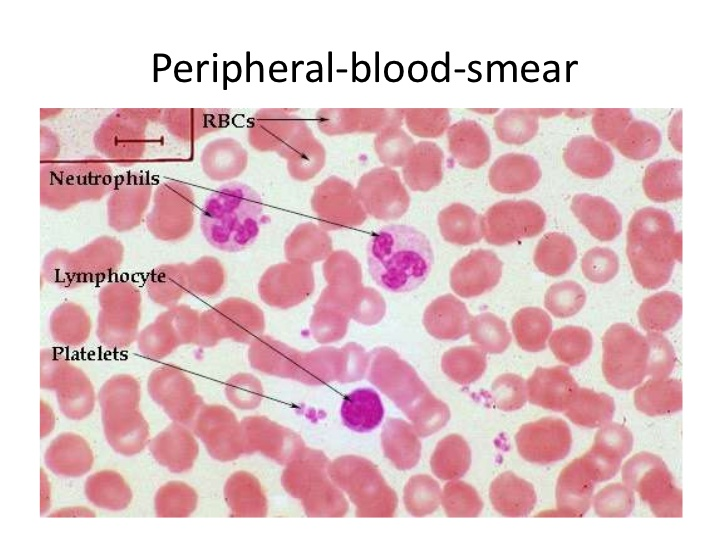 Peripheral-blood-smear
RBCs
Neutrophils
Lymphocyte
Platelets